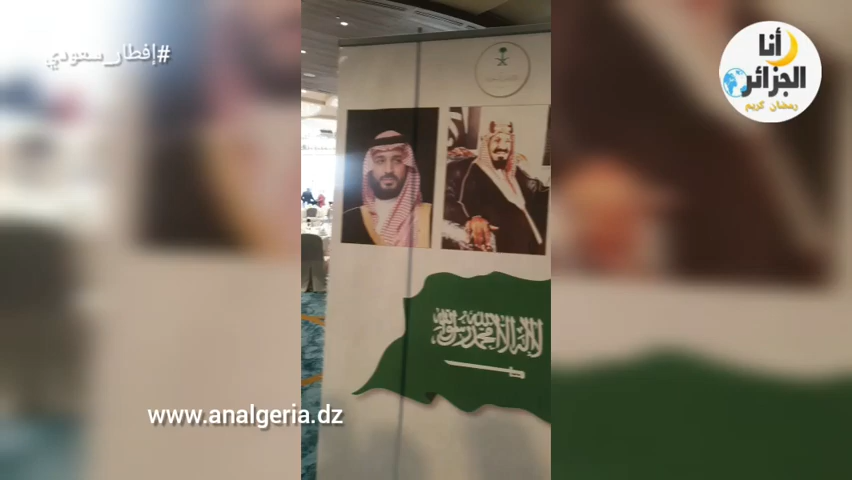 #إفطار_سعودي
أنا
الجزائر
رمضان كريم
لا إله إلا الله محمد رسول الله
www.analgeria.dz